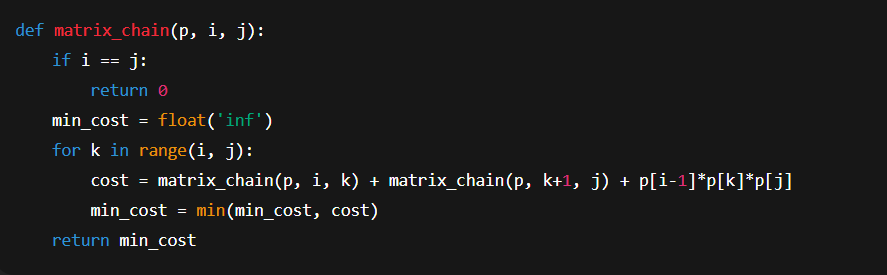 def matrix_chain(p, i, j):
    if i == j:
        return 0
    min_cost = float('inf')
    for k in range(i, j):
        cost = matrix_chain(p, i, k) + matrix_chain(p, k+1, j) + p[i-1]*p[k]*p[j]
        min_cost = min(min_cost, cost)
    return min_cost